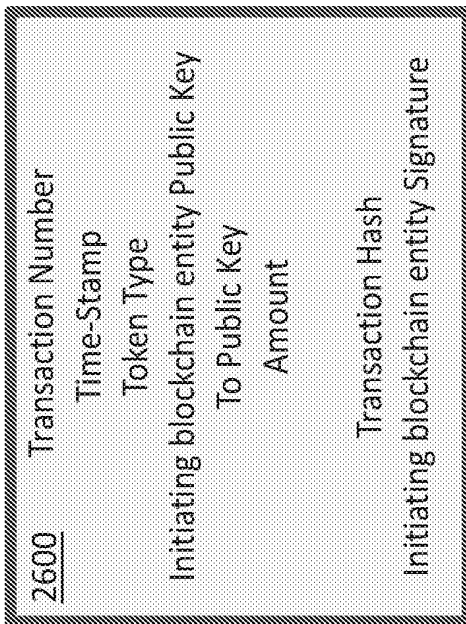 2600 Transaction Number
Time-Stamp
Token Type
Initiating blockchain entity Public Key
To Public Key
Amount
Transaction Hash
Initiating blockchain entity Signature